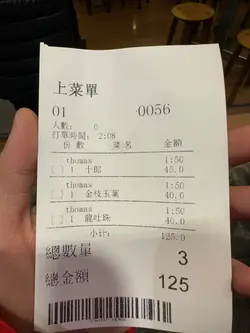 上菜單
01 0056
人數: 0
打單時間: 2:08
份數 菜名 金額
thomas 1:50
[ ] 1 十郎 45.0
thomas 1:50
[ ] 1 金枝玉葉 40.0
thomas 1:50
[ ] 1 龍吐珠 40.0
小計: 125.0
總數量 3
總金額 125